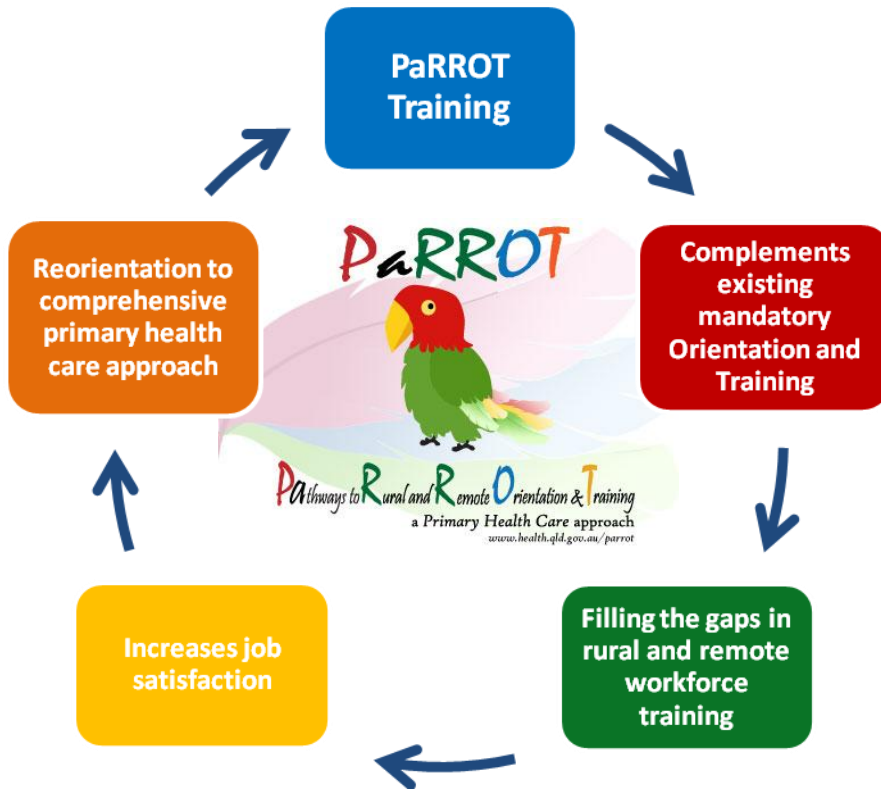 PaRROT
Training
Complements
existing
mandatory
Orientation and
Training
Filling the gaps in
rural and remote
workforce
training
Increases job
satisfaction
Reorientation to
comprehensive
primary health
care approach
PaRROT
Pathways to Rural and Remote Orientation & Training
a Primary Health Care approach
www.health.qld.gov.au/parrot